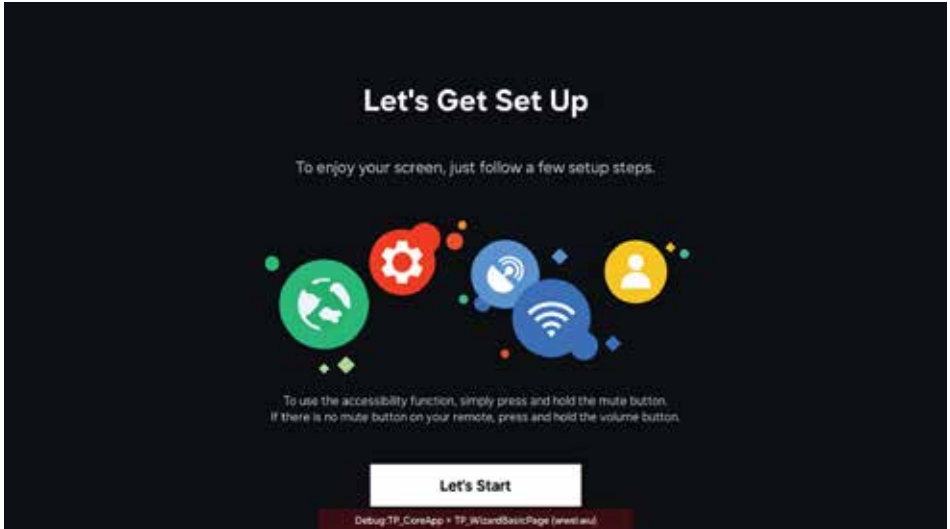 Let's Get Set Up
To enjoy your screen, just follow a few setup steps.
To use the accessibility function, simply press and hold the mute button.
If there is no mute button on your remote, press and hold the volume button.
Let's Start
Debug:TP_CoreApp > TP_WizardBasicPage